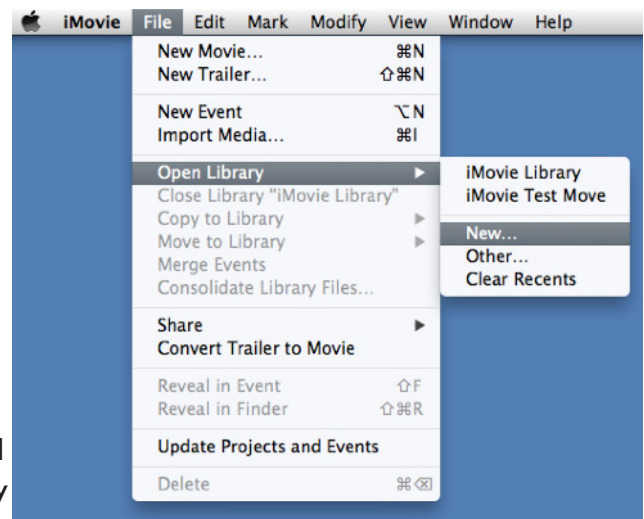 iMovie File Edit Mark Modify View Window Help
New Movie... ⌘N
New Trailer... ⇧⌘N
New Event ⌥N
Import Media... ⌘I
Open Library ▶
Close Library "iMovie Library"
Copy to Library ▶
Move to Library ▶
Merge Events
Consolidate Library Files...
Share ▶
Convert Trailer to Movie
Reveal in Event ⇧F
Reveal in Finder ⇧⌘R
Update Projects and Events
Delete ⌘⌫
iMovie Library
iMovie Test Move
New...
Other...
Clear Recents